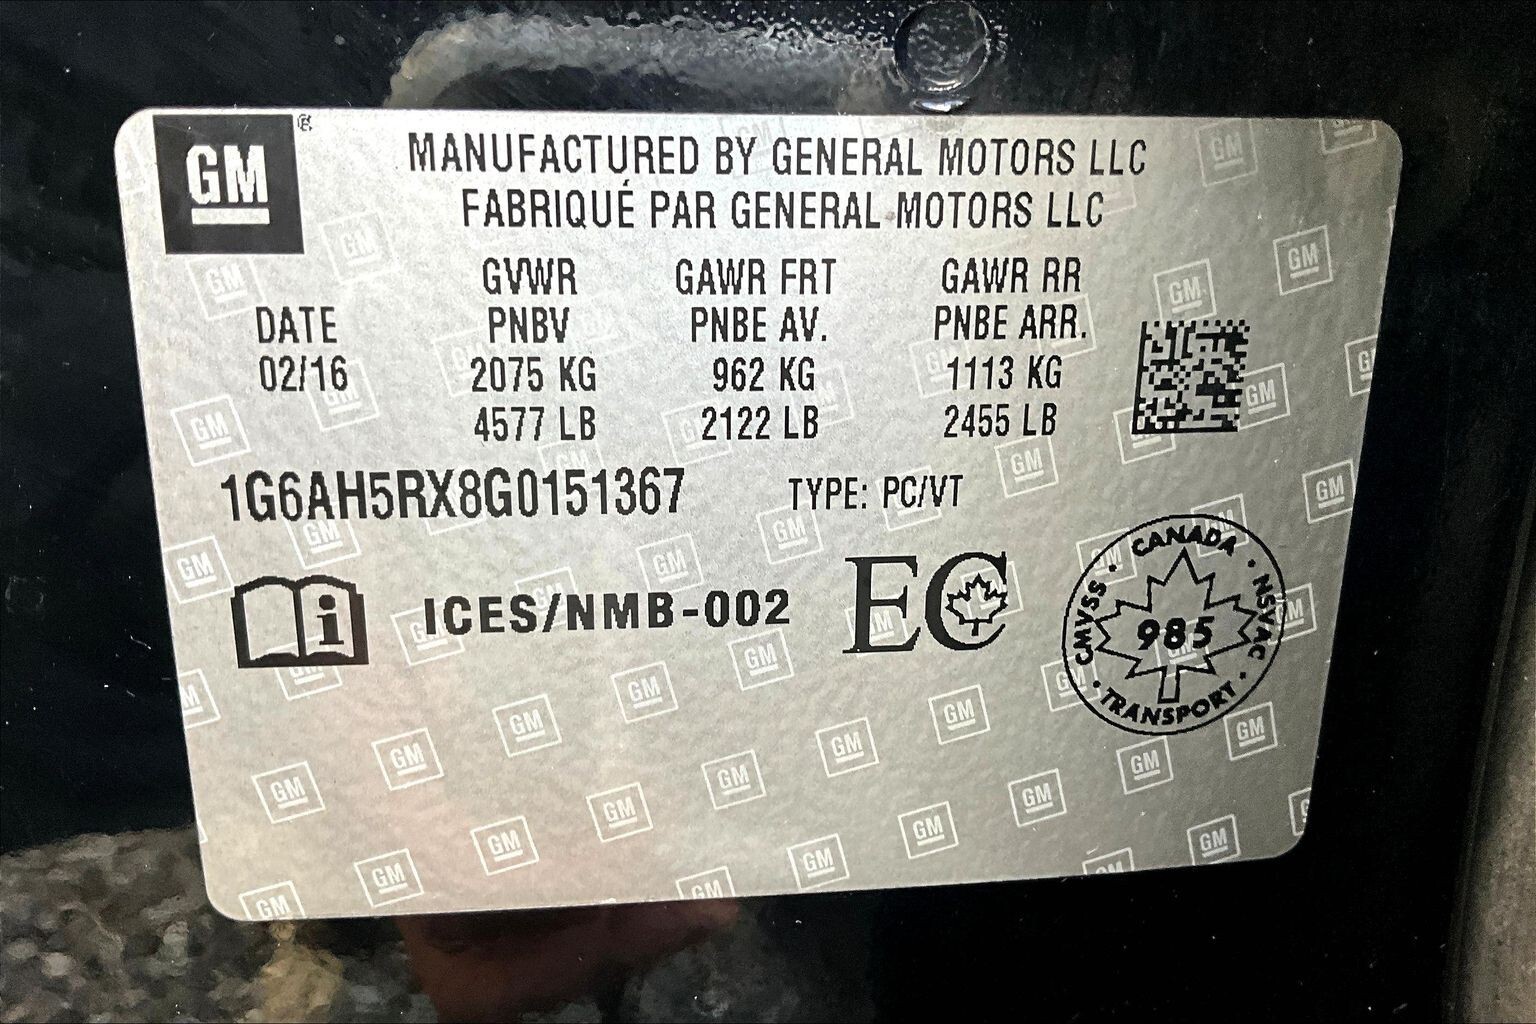 GM
MANUFACTURED BY GENERAL MOTORS LLC
FABRIQUÉ PAR GENERAL MOTORS LLC
GVWR GAWR FRT GAWR RR
DATE PNBV PNBE AV. PNBE ARR.
02/16 2075 KG 962 KG 1113 KG
4577 LB 2122 LB 2455 LB
1G6AH5RX8G0151367 TYPE: PC/VT
i ICES/NMB-002 EC
CANADA
CMVSS 985 NSVAC
TRANSPORT